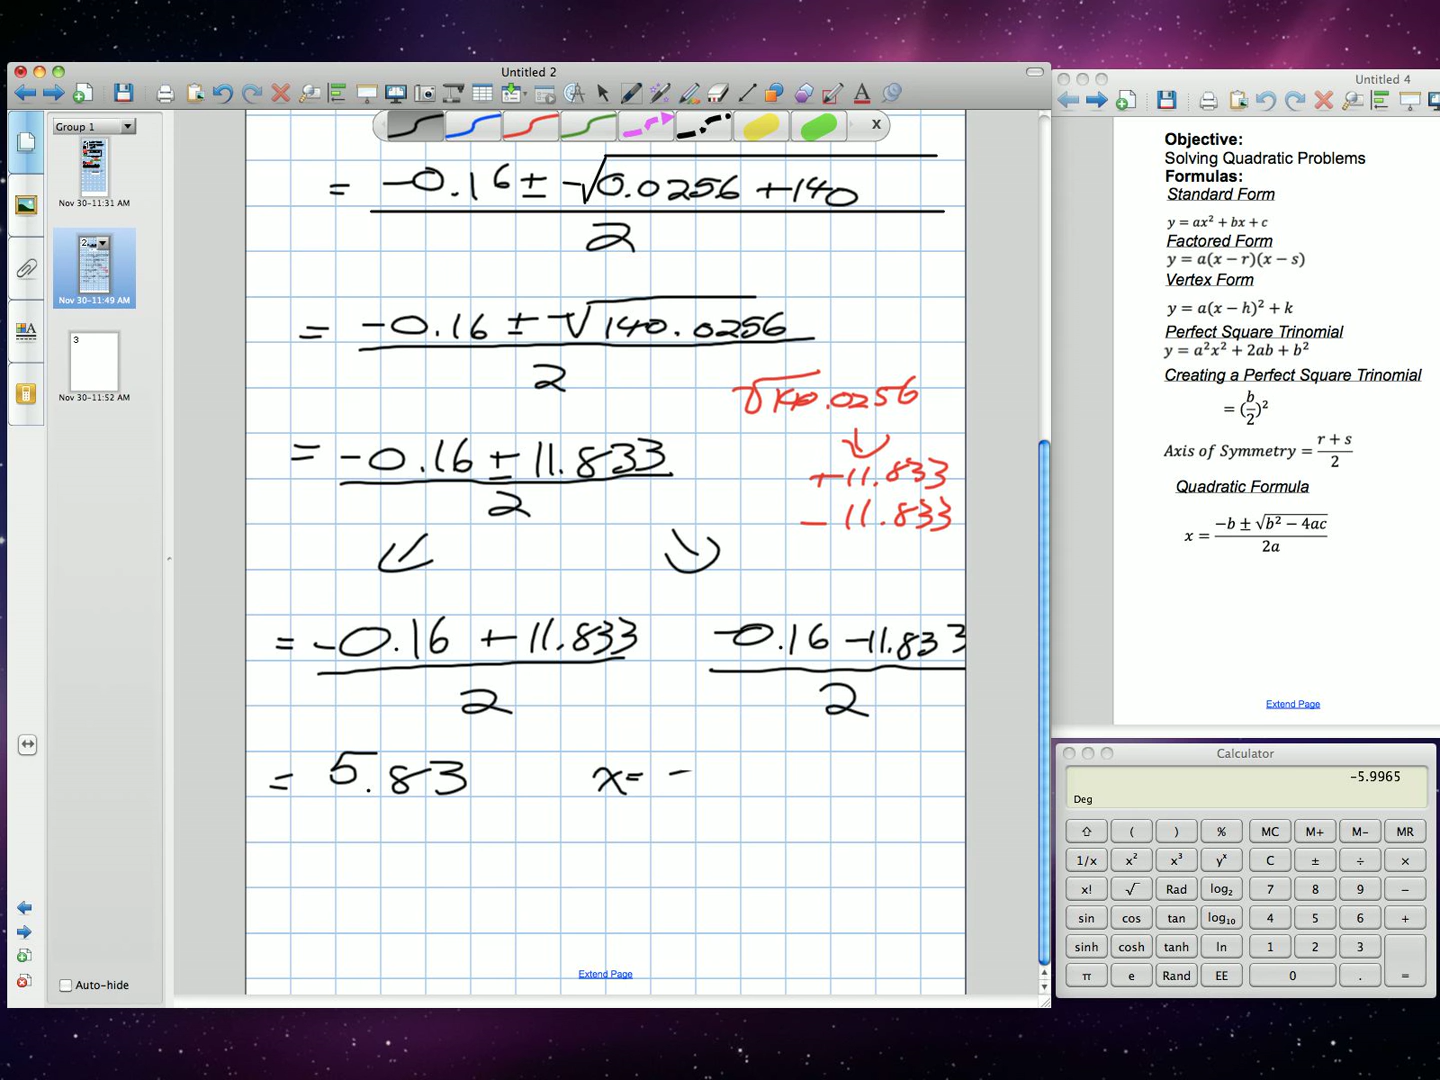 Untitled 2
Group 1
Nov 30-11:31 AM
2
Nov 30-11:49 AM
3
Nov 30-11:52 AM
Auto-hide
X
= -0.16 ± √0.0256 + 140
2
= -0.16 ± √140.0256
2
√140.0256
+11.833
- 11.833
= -0.16 ± 11.833
2
= -0.16 + 11.833
2
-0.16 - 11.833
2
= 5.83
x= -
Extend Page
Untitled 4
Objective:
Solving Quadratic Problems
Formulas:
Standard Form
y = ax² + bx + c
Factored Form
y = a(x − r)(x − s)
Vertex Form
y = a(x − h)² + k
Perfect Square Trinomial
y = a²x² + 2ab + b²
Creating a Perfect Square Trinomial
= (b/2)²
Axis of Symmetry = r + s / 2
Quadratic Formula
x = −b ± √b² − 4ac / 2a
Extend Page
Calculator
-5.9965
Deg
⇧ ( ) % MC M+ M− MR
1/x x² x³ yˣ C ± ÷ ×
x! √ Rad log₂ 7 8 9 −
sin cos tan log₁₀ 4 5 6 +
sinh cosh tanh ln 1 2 3
π e Rand EE 0 . =